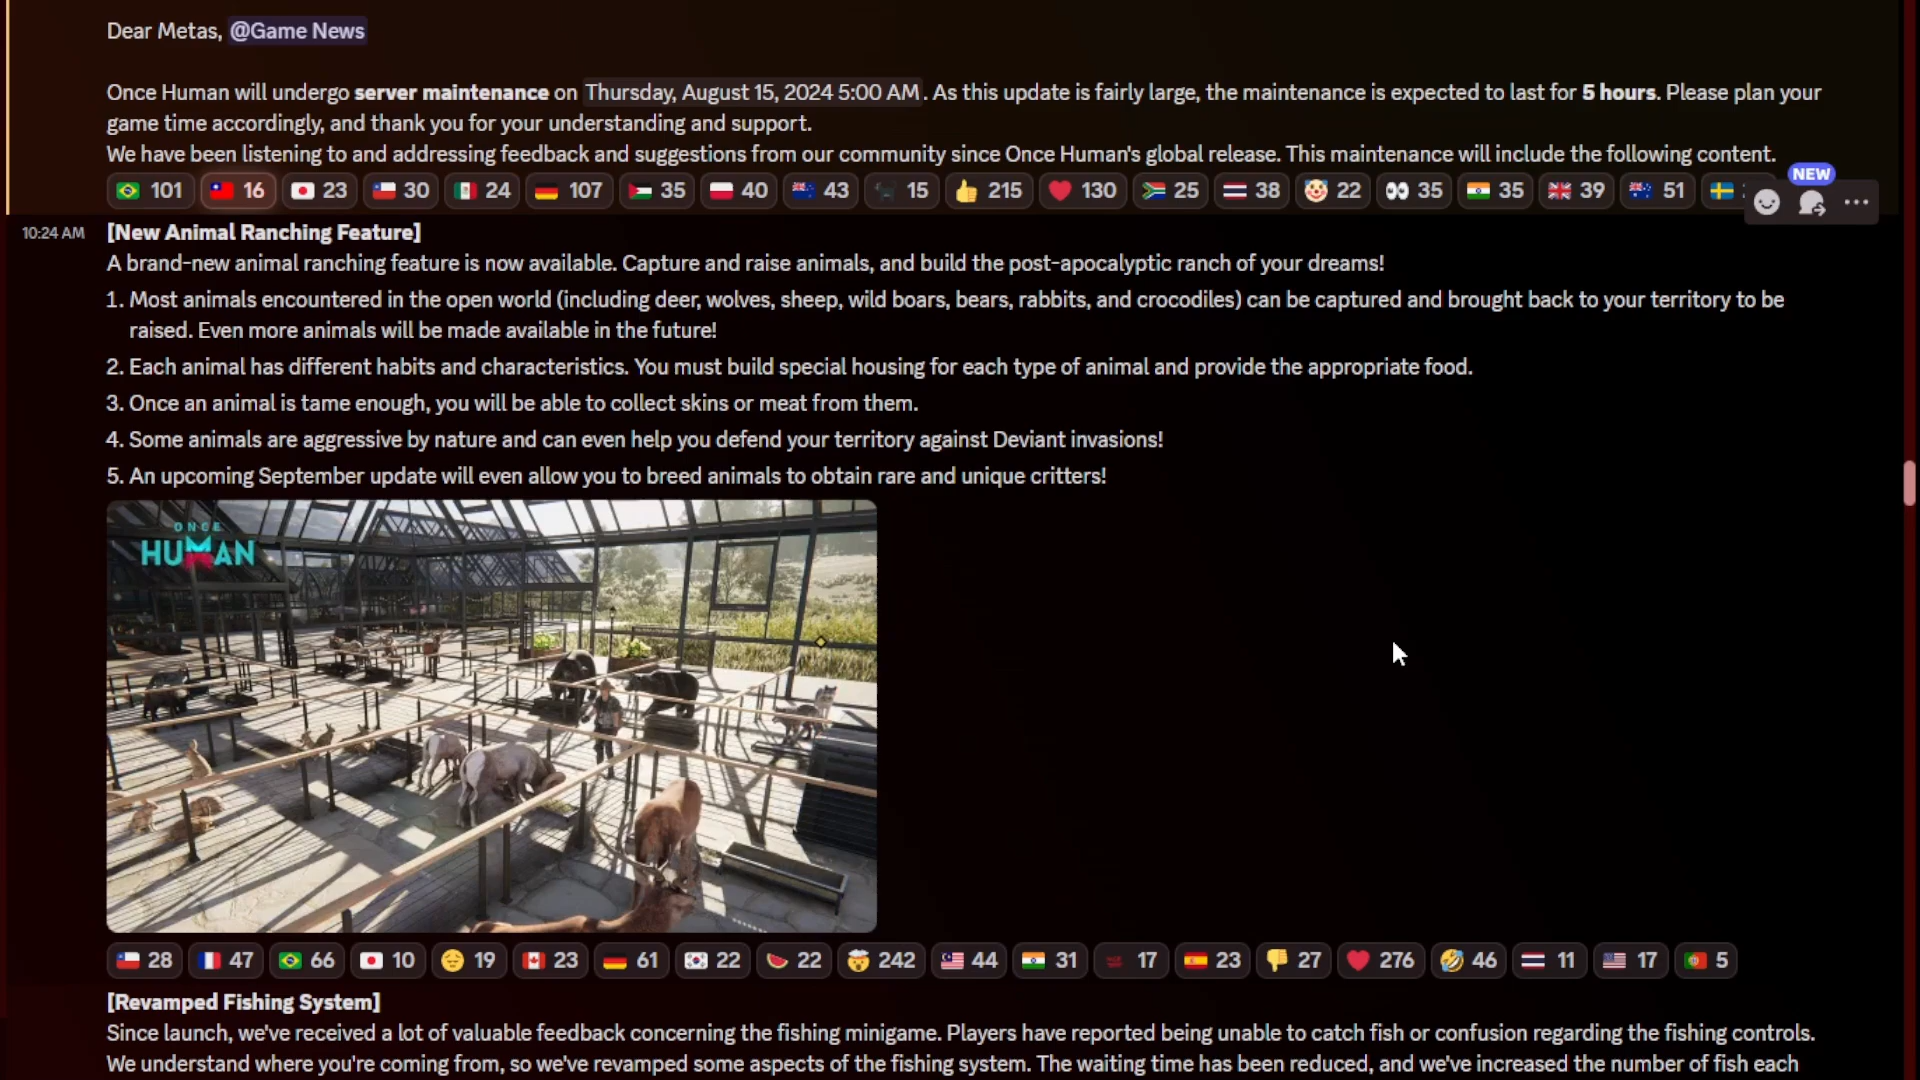 Dear Metas, @Game News
Once Human will undergo server maintenance on Thursday, August 15, 2024 5:00 AM. As this update is fairly large, the maintenance is expected to last for 5 hours. Please plan your
game time accordingly, and thank you for your understanding and support.
We have been listening to and addressing feedback and suggestions from our community since Once Human's global release. This maintenance will include the following content.
NEW
101 16 23 30 24 107 35 40 43 15 215 130 25 38 22 35 35 39 51
10:24 AM [New Animal Ranching Feature]
A brand-new animal ranching feature is now available. Capture and raise animals, and build the post-apocalyptic ranch of your dreams!
1. Most animals encountered in the open world (including deer, wolves, sheep, wild boars, bears, rabbits, and crocodiles) can be captured and brought back to your territory to be
raised. Even more animals will be made available in the future!
2. Each animal has different habits and characteristics. You must build special housing for each type of animal and provide the appropriate food.
3. Once an animal is tame enough, you will be able to collect skins or meat from them.
4. Some animals are aggressive by nature and can even help you defend your territory against Deviant invasions!
5. An upcoming September update will even allow you to breed animals to obtain rare and unique critters!
ONCE
HUMAN
28 47 66 10 19 23 61 22 22 242 44 31 17 23 27 276 46 11 17 5
[Revamped Fishing System]
Since launch, we've received a lot of valuable feedback concerning the fishing minigame. Players have reported being unable to catch fish or confusion regarding the fishing controls.
We understand where you're coming from, so we've revamped some aspects of the fishing system. The waiting time has been reduced, and we've increased the number of fish each